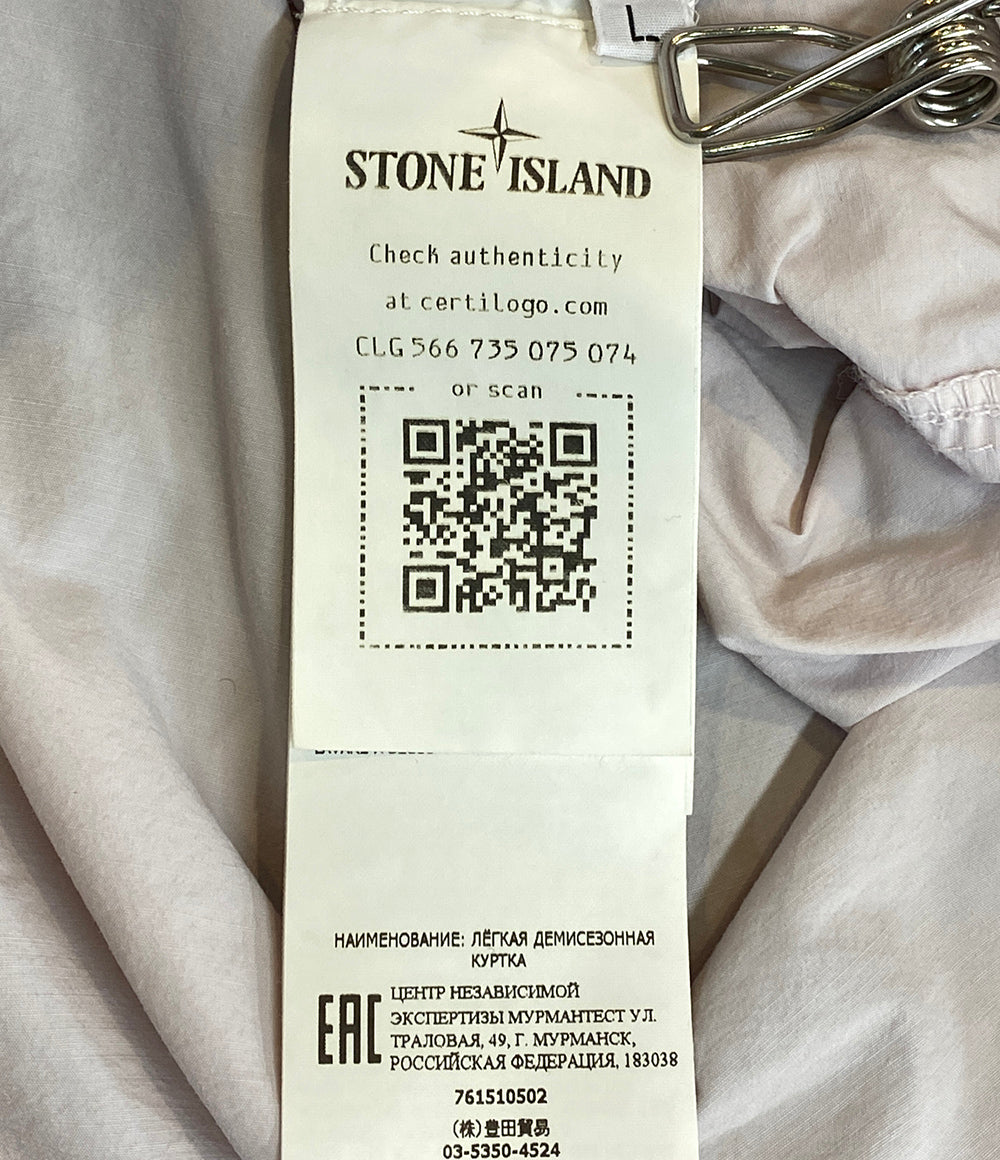 L
STONE ISLAND
Check authenticity
at certilogo.com
CLG 566 735 075 074
or scan
НАИМЕНОВАНИЕ: ЛЁГКАЯ ДЕМИСЕЗОННАЯ
КУРТКА
EAC
ЦЕНТР НЕЗАВИСИМОЙ
ЭКСПЕРТИЗЫ МУРМАНТЕСТ УЛ.
ТРАЛОВАЯ, 49, Г. МУРМАНСК,
РОССИЙСКАЯ ФЕДЕРАЦИЯ, 183038
761510502
(株)豊田貿易
03-5350-4524